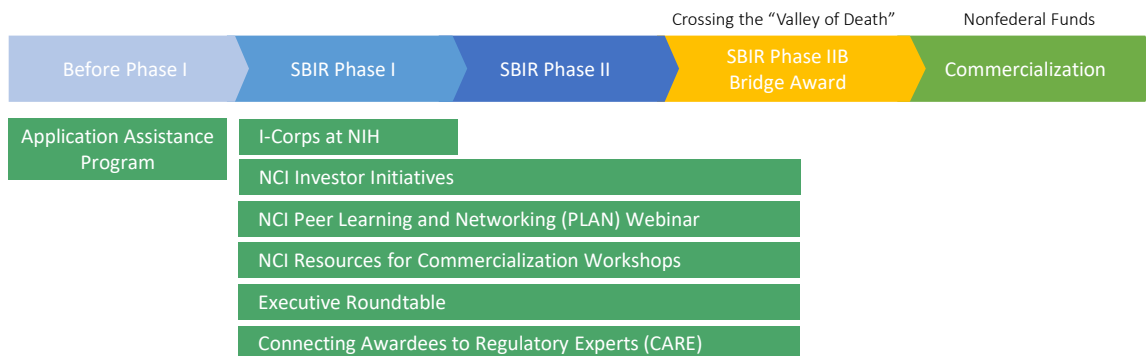 Crossing the “Valley of Death”
Nonfederal Funds
Before Phase I
SBIR Phase I
SBIR Phase II
SBIR Phase IIB
Bridge Award
Commercialization
Application Assistance
Program
I-Corps at NIH
NCI Investor Initiatives
NCI Peer Learning and Networking (PLAN) Webinar
NCI Resources for Commercialization Workshops
Executive Roundtable
Connecting Awardees to Regulatory Experts (CARE)